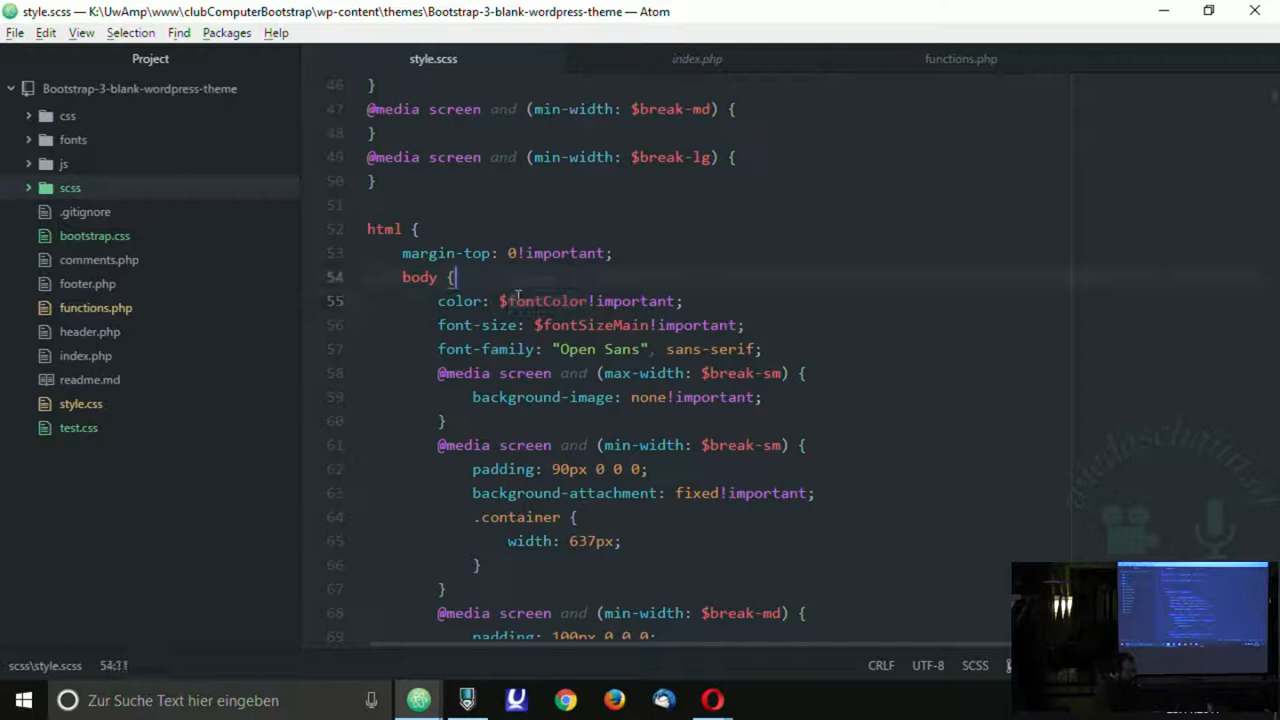 style.scss — K:\UwAmp\www\clubComputerBootstrap\wp-content\themes\Bootstrap-3-blank-wordpress-theme — Atom
File Edit View Selection Find Packages Help
Project style.scss index.php functions.php
Bootstrap-3-blank-wordpress-theme
css
fonts
js
scss
.gitignore
bootstrap.css
comments.php
footer.php
functions.php
header.php
index.php
readme.md
style.css
test.css
46 }
47 @media screen and (min-width: $break-md) {
48 }
49 @media screen and (min-width: $break-lg) {
50 }
51
52 html {
53 margin-top: 0!important;
54 body {
55 color: $fontColor!important;
56 font-size: $fontSizeMain!important;
57 font-family: "Open Sans", sans-serif;
58 @media screen and (max-width: $break-sm) {
59 background-image: none!important;
60 }
61 @media screen and (min-width: $break-sm) {
62 padding: 90px 0 0 0;
63 background-attachment: fixed!important;
64 .container {
65 width: 637px;
66 }
67 }
68 @media screen and (min-width: $break-md) {
69 padding: 100px 0 0 0;
scss\style.scss 54:11 CRLF UTF-8 SCSS
Zur Suche Text hier eingeben